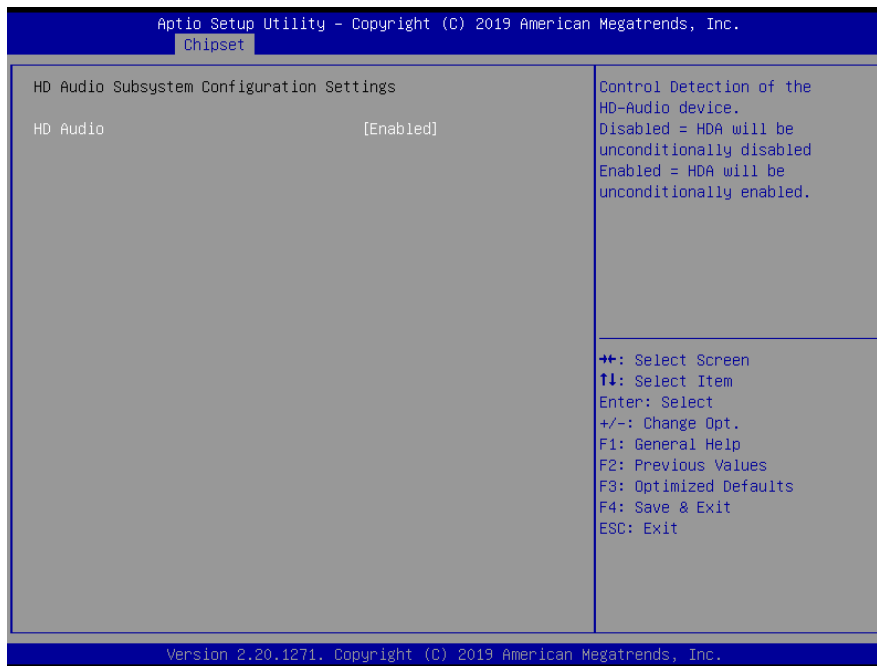 Aptio Setup Utility – Copyright (C) 2019 American Megatrends, Inc.
Chipset
HD Audio Subsystem Configuration Settings
HD Audio [Enabled]
Control Detection of the
HD-Audio device.
Disabled = HDA will be
unconditionally disabled
Enabled = HDA will be
unconditionally enabled.
→←: Select Screen
↑↓: Select Item
Enter: Select
+/-: Change Opt.
F1: General Help
F2: Previous Values
F3: Optimized Defaults
F4: Save & Exit
ESC: Exit
Version 2.20.1271. Copyright (C) 2019 American Megatrends, Inc.